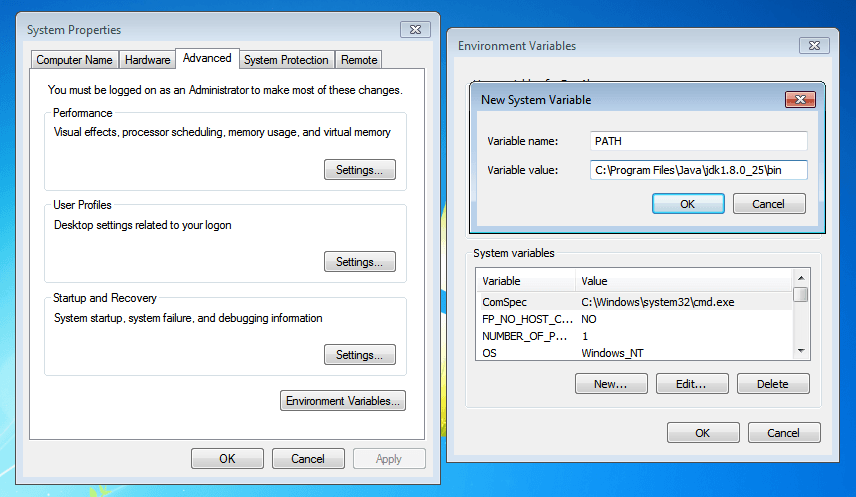 System Properties
Computer Name
Hardware
Advanced
System Protection
Remote
You must be logged on as an Administrator to make most of these changes.
Performance
Visual effects, processor scheduling, memory usage, and virtual memory
Settings...
User Profiles
Desktop settings related to your logon
Settings...
Startup and Recovery
System startup, system failure, and debugging information
Settings...
Environment Variables...
OK
Cancel
Apply
Environment Variables
New System Variable
Variable name:
PATH
Variable value:
C:\Program Files\Java\jdk1.8.0_25\bin
OK
Cancel
System variables
Variable Value
ComSpec C:\Windows\system32\cmd.exe
FP_NO_HOST_C... NO
NUMBER_OF_P... 1
OS Windows_NT
New...
Edit...
Delete
OK
Cancel